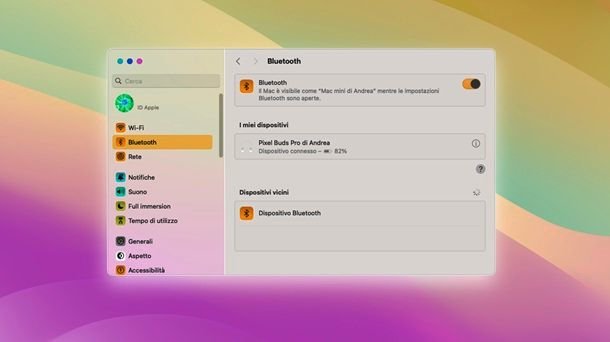 Bluetooth
Cerca
Bluetooth
Il Mac è visibile come "Mac mini di Andrea" mentre le impostazioni
Bluetooth sono aperte.
ID Apple
Wi-Fi
Bluetooth
Rete
Notifiche
Suono
Full immersion
Tempo di utilizzo
Generali
Aspetto
Accessibilità
I miei dispositivi
Pixel Buds Pro di Andrea
Dispositivo connesso – 82%
?
Dispositivi vicini
Dispositivo Bluetooth